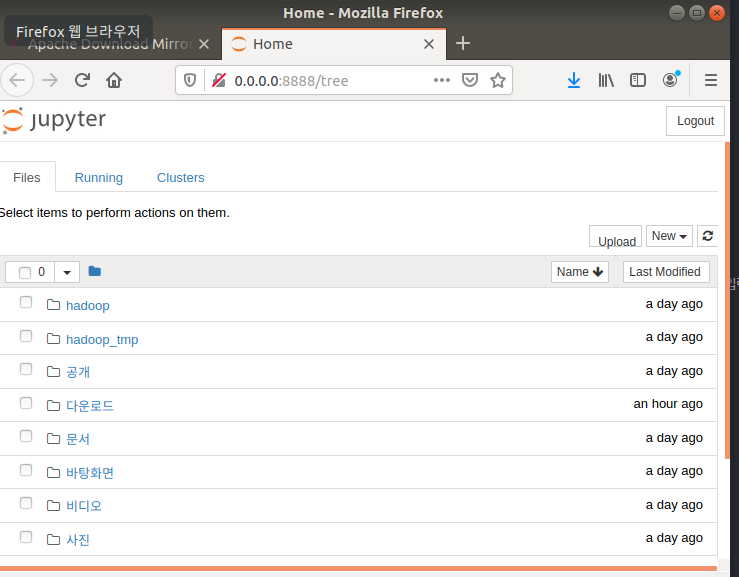 Home - Mozilla Firefox
Firefox 웹 브라우저
Apache Download Mirror
Home
0.0.0.0:8888/tree
jupyter
Logout
Files Running Clusters
Select items to perform actions on them.
Upload New
0 Name Last Modified
hadoop a day ago
hadoop_tmp a day ago
공개 a day ago
다운로드 an hour ago
문서 a day ago
바탕화면 a day ago
비디오 a day ago
사진 a day ago